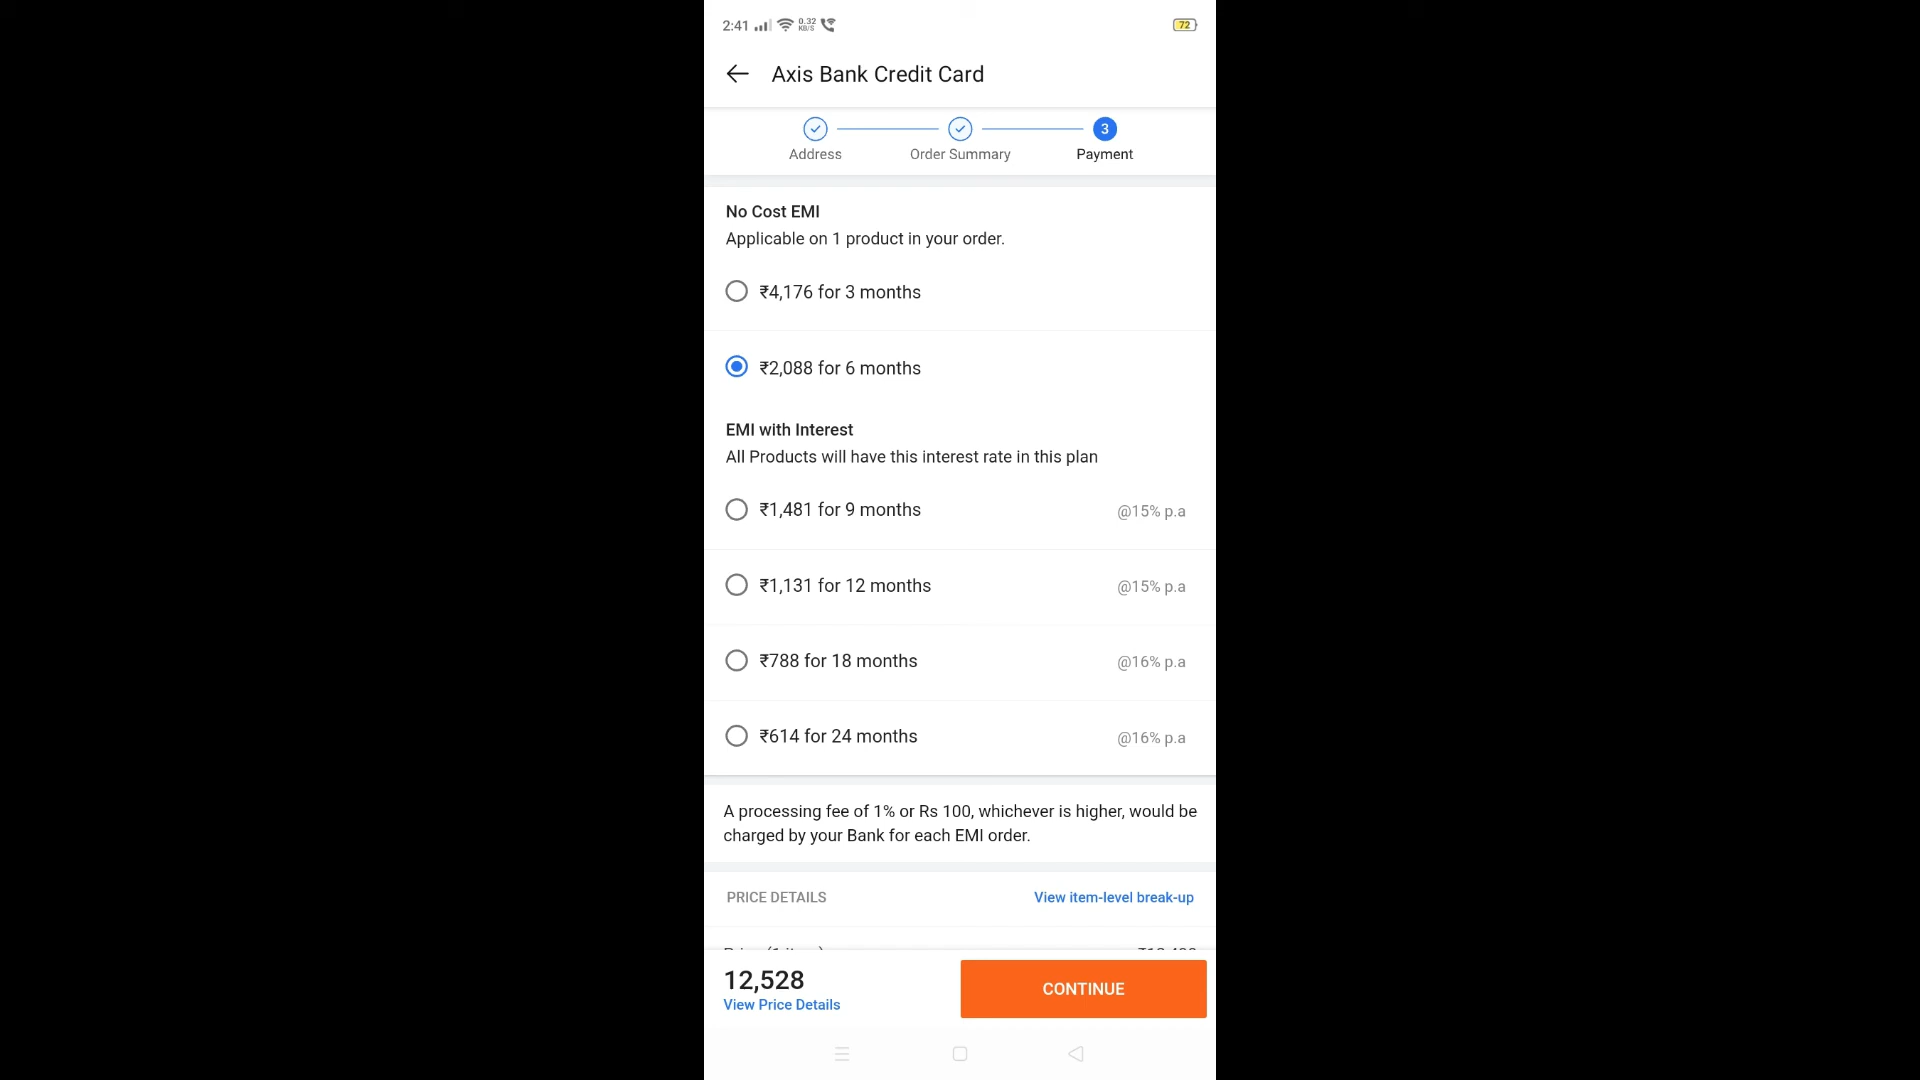 2:41 0.32 KB/S 72
Axis Bank Credit Card
3
Address Order Summary Payment
No Cost EMI
Applicable on 1 product in your order.
₹4,176 for 3 months
₹2,088 for 6 months
EMI with Interest
All Products will have this interest rate in this plan
₹1,481 for 9 months @15% p.a
₹1,131 for 12 months @15% p.a
₹788 for 18 months @16% p.a
₹614 for 24 months @16% p.a
A processing fee of 1% or Rs 100, whichever is higher, would be
charged by your Bank for each EMI order.
PRICE DETAILS View item-level break-up
12,528
View Price Details
CONTINUE